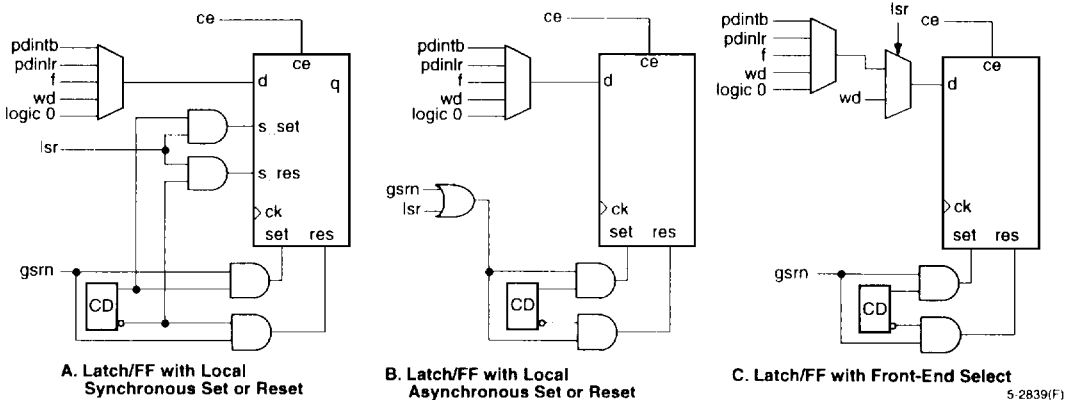 ce
pdintb
pdinlr
f
wd
logic 0
lsr
gsrn
CD
ce
d
q
s_set
s_res
ck
set res
A. Latch/FF with Local
Synchronous Set or Reset
ce
pdintb
pdinlr
f
wd
logic 0
gsrn
lsr
CD
ce
d
ck
set res
B. Latch/FF with Local
Asynchronous Set or Reset
lsr
ce
pdintb
pdinlr
f
wd
logic 0
wd
gsrn
CD
ce
d
ck
set res
C. Latch/FF with Front-End Select
5-2839(F)